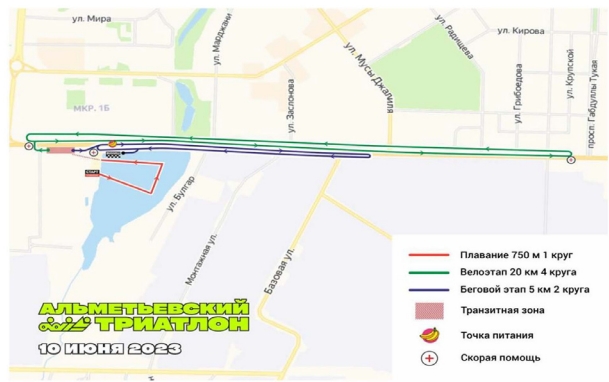 ул. Мира
ул. Марджани
ул. Радищева
ул. Кирова
ул. Мусы Джалиля
ул. Грибоедова
ул. Крупской
просп. Габдуллы Тукая
ул. Заслонова
МКР. 1Б
СТАРТ
ул. Булгар
Монтажная ул.
Базовая ул.
Плавание 750 м 1 круг
Велоэтап 20 км 4 круга
Беговой этап 5 км 2 круга
Транзитная зона
Точка питания
Скорая помощь
АЛЬМЕТЬЕВСКИЙ
ТРИАТЛОН
10 ИЮНЯ 2023